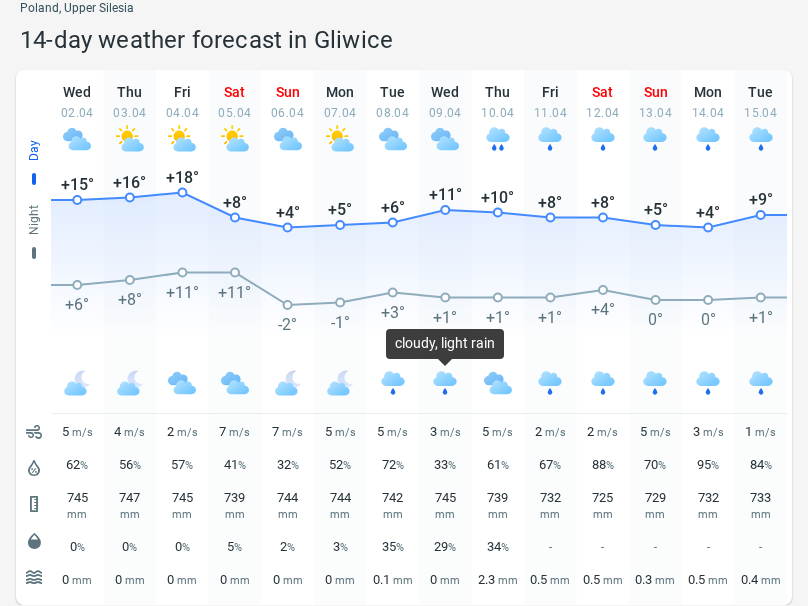 Poland, Upper Silesia
14-day weather forecast in Gliwice
Wed Thu Fri Sat Sun Mon Tue Wed Thu Fri Sat Sun Mon Tue
02.04 03.04 04.04 05.04 06.04 07.04 08.04 09.04 10.04 11.04 12.04 13.04 14.04 15.04
Day
+15° +16° +18° +8° +4° +5° +6° +11° +10° +8° +8° +5° +4° +9°
Night
+6° +8° +11° +11° -2° -1° +3° +1° +1° +1° +4° 0° 0° +1°
cloudy, light rain
5 m/s 4 m/s 2 m/s 7 m/s 7 m/s 5 m/s 5 m/s 3 m/s 5 m/s 2 m/s 2 m/s 5 m/s 3 m/s 1 m/s
62% 56% 57% 41% 32% 52% 72% 33% 61% 67% 88% 70% 95% 84%
745 747 745 739 744 744 742 745 739 732 725 729 732 733
mm mm mm mm mm mm mm mm mm mm mm mm mm mm
0% 0% 0% 5% 2% 3% 35% 29% 34% - - - - -
0 mm 0 mm 0 mm 0 mm 0 mm 0 mm 0.1 mm 0 mm 2.3 mm 0.5 mm 0.5 mm 0.3 mm 0.5 mm 0.4 mm